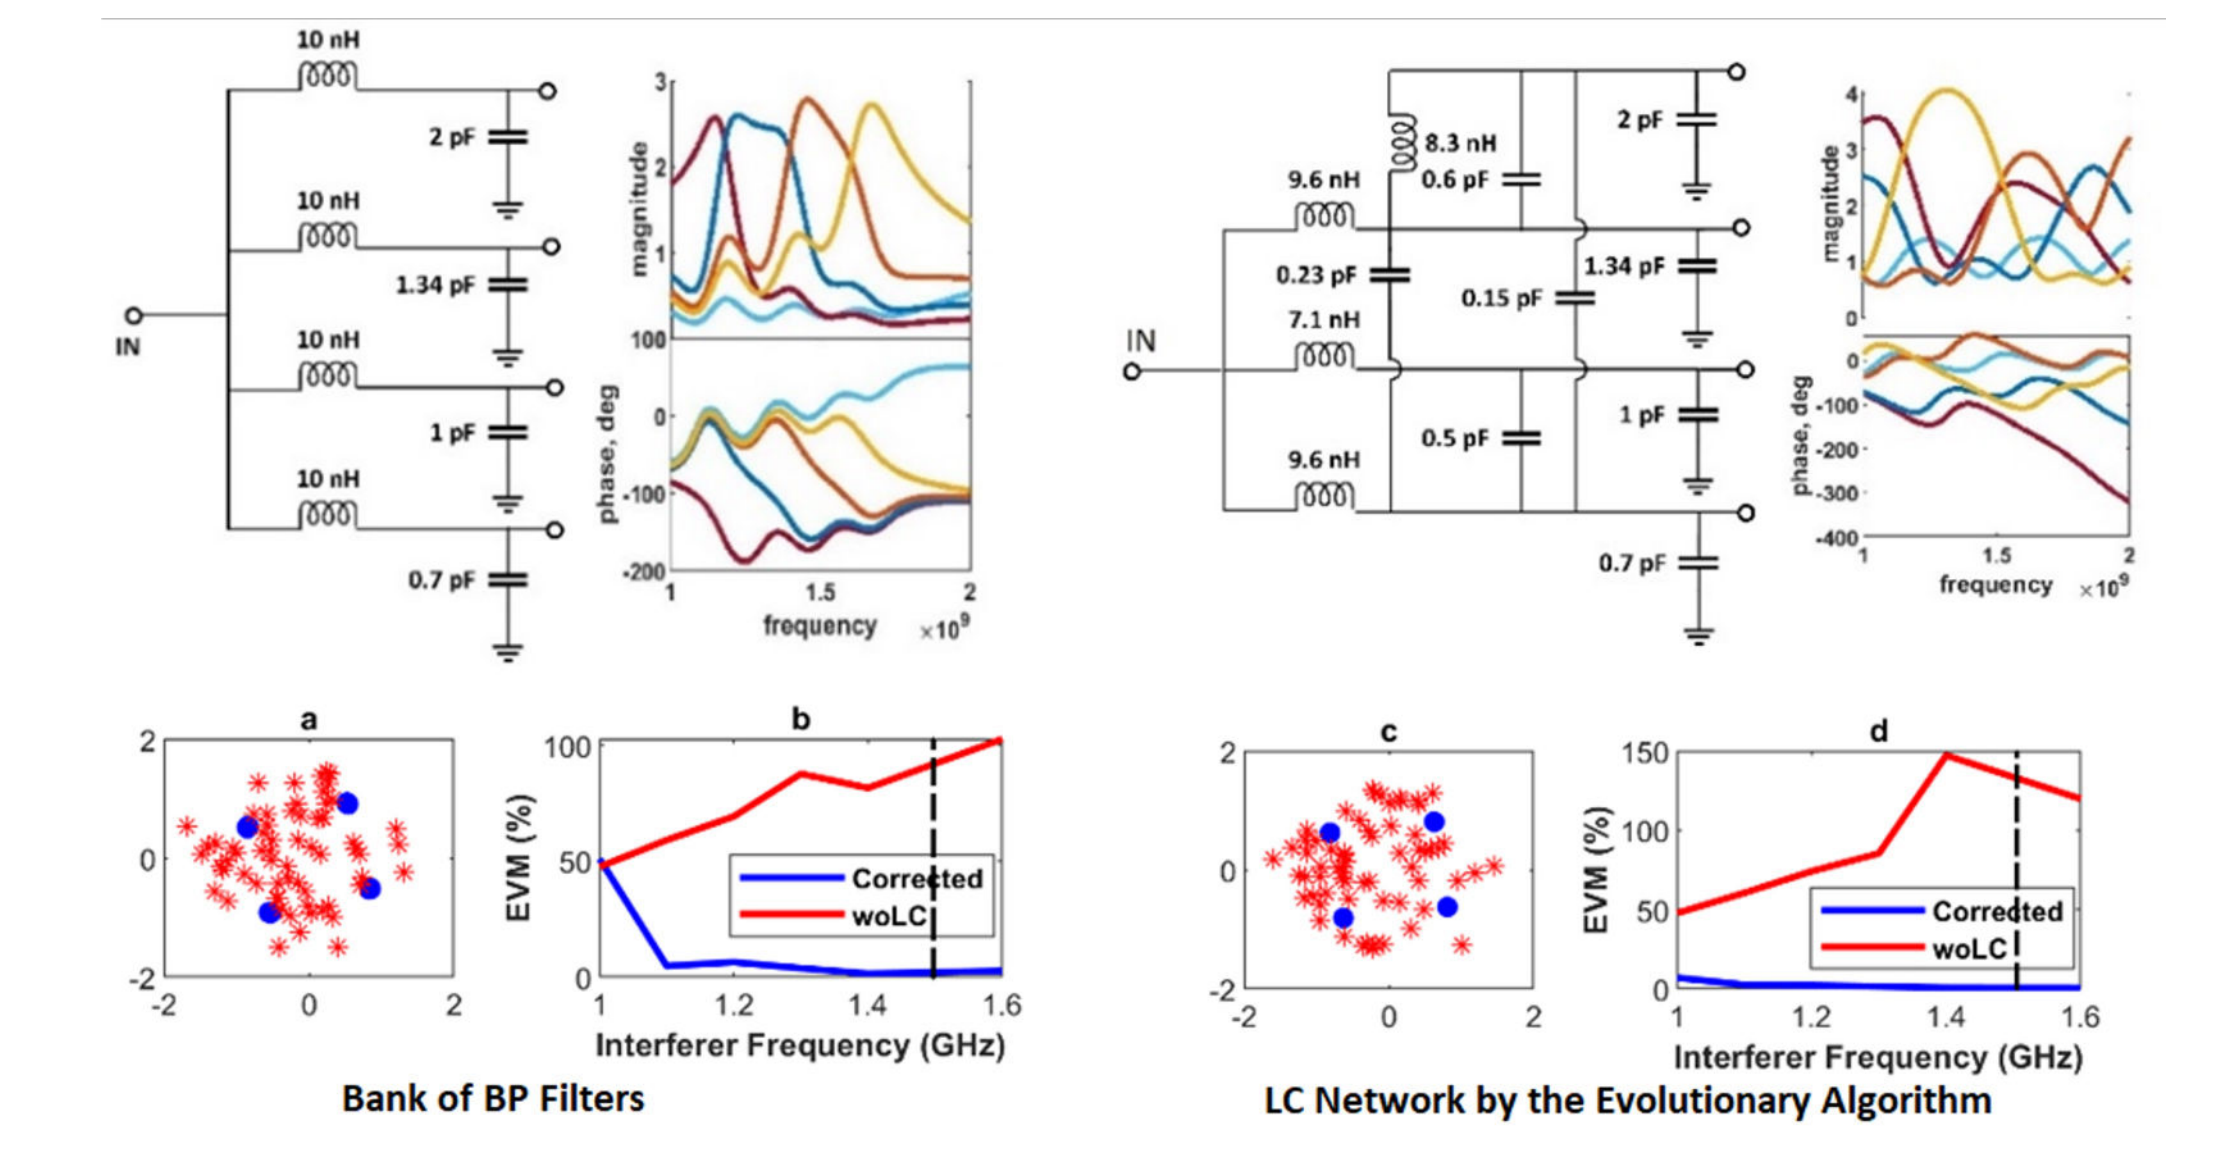 10 nH
2 pF
10 nH
1.34 pF
10 nH
IN
1 pF
10 nH
0.7 pF
3
2
1
magnitude
100
0
-100
-200
phase, deg
1
1.5
2
frequency
×10⁹
8.3 nH
0.6 pF
2 pF
9.6 nH
0.23 pF
0.15 pF
1.34 pF
7.1 nH
IN
0.5 pF
1 pF
9.6 nH
0.7 pF
4
3
2
1
0
magnitude
0
-100
-200
-300
-400
phase, deg
1
1.5
2
frequency
×10⁹
a
2
0
-2
-2
0
2
b
100
50
0
EVM (%)
Corrected
woLC
1
1.2
1.4
1.6
Interferer Frequency (GHz)
Bank of BP Filters
c
2
0
-2
-2
0
2
d
150
100
50
0
EVM (%)
Corrected
woLC
1
1.2
1.4
1.6
Interferer Frequency (GHz)
LC Network by the Evolutionary Algorithm